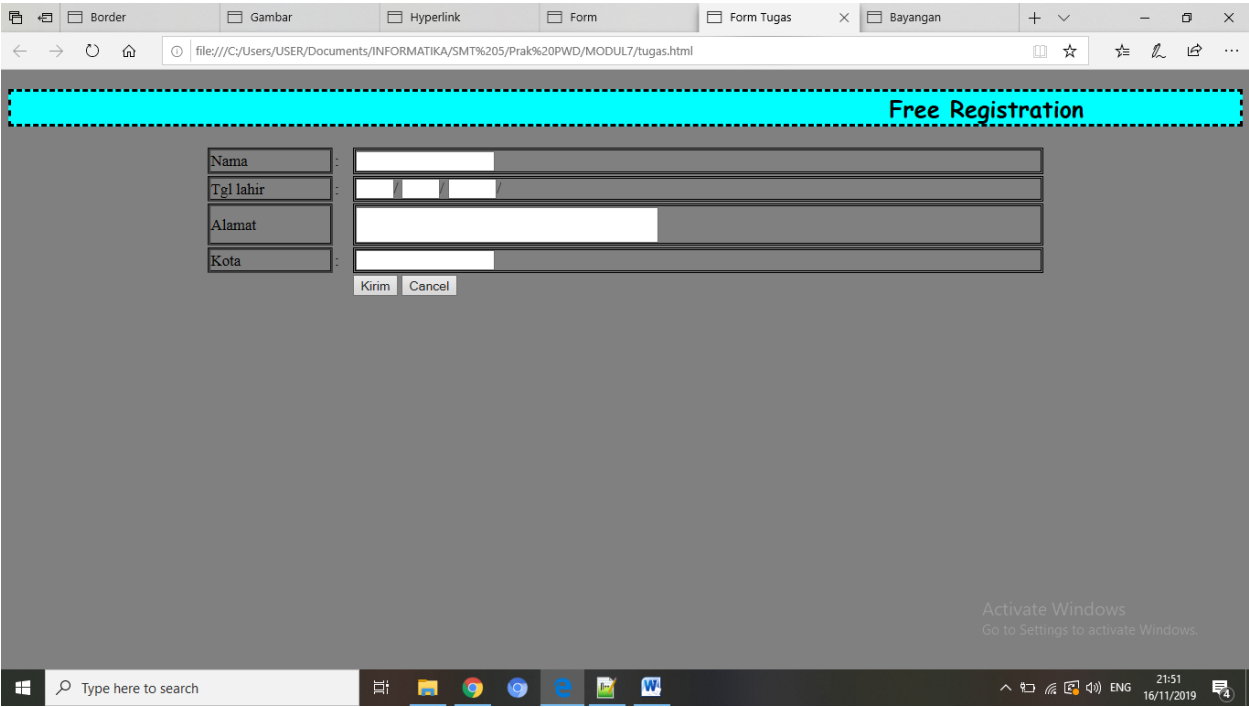 Border Gambar Hyperlink Form Form Tugas Bayangan
file:///C:/Users/USER/Documents/INFORMATIKA/SMT%205/Prak%20PWD/MODUL7/tugas.html
Free Registration
Nama :
Tgl lahir : / / /
Alamat
Kota :
Kirim Cancel
Activate Windows
Go to Settings to activate Windows.
Type here to search ENG 21:51
16/11/2019 4